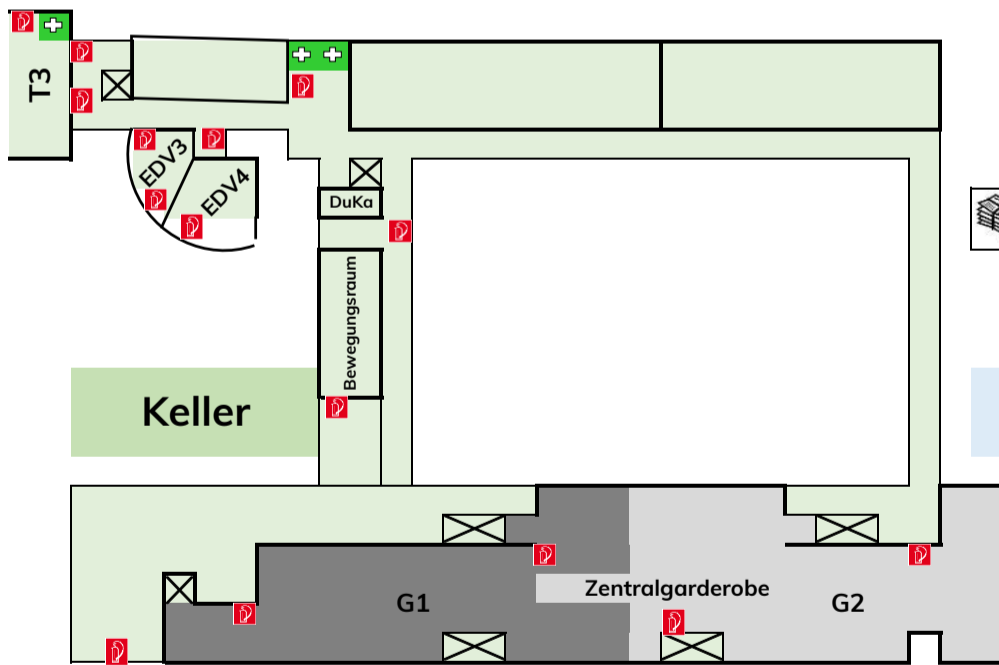 T3
EDV3
EDV4
DuKa
Bewegungsraum
Keller
Zentralgarderobe
G1
G2